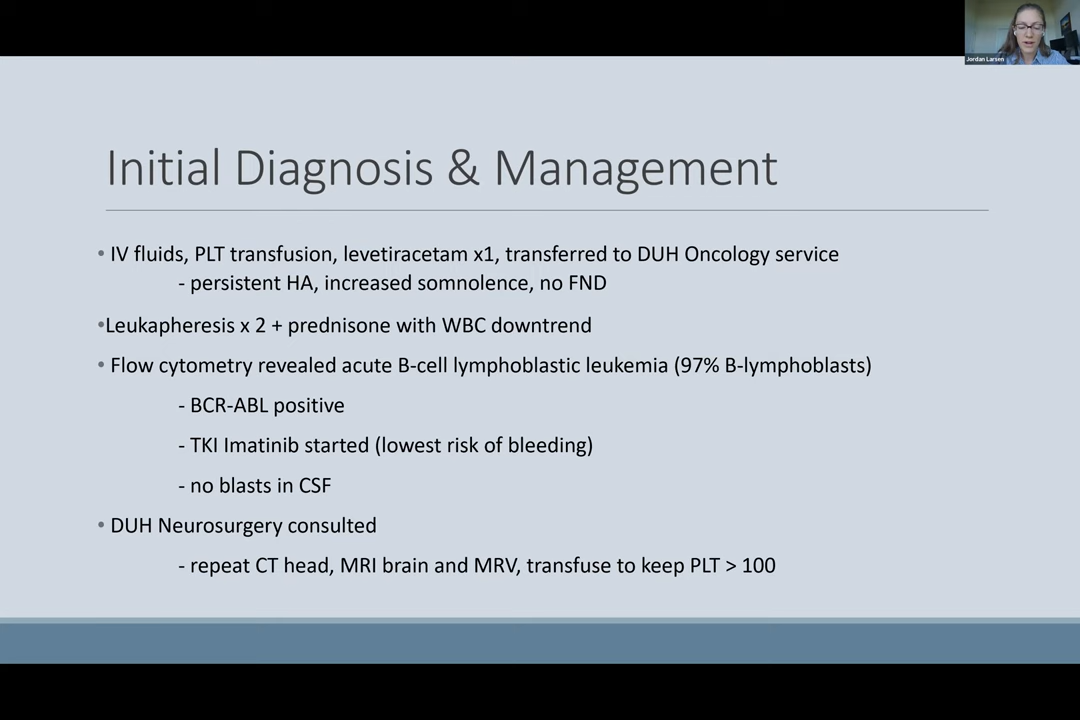 Jordan Larsen
Initial Diagnosis & Management
• IV fluids, PLT transfusion, levetiracetam x1, transferred to DUH Oncology service
- persistent HA, increased somnolence, no FND
•Leukapheresis x 2 + prednisone with WBC downtrend
• Flow cytometry revealed acute B-cell lymphoblastic leukemia (97% B-lymphoblasts)
- BCR-ABL positive
- TKI Imatinib started (lowest risk of bleeding)
- no blasts in CSF
• DUH Neurosurgery consulted
- repeat CT head, MRI brain and MRV, transfuse to keep PLT > 100